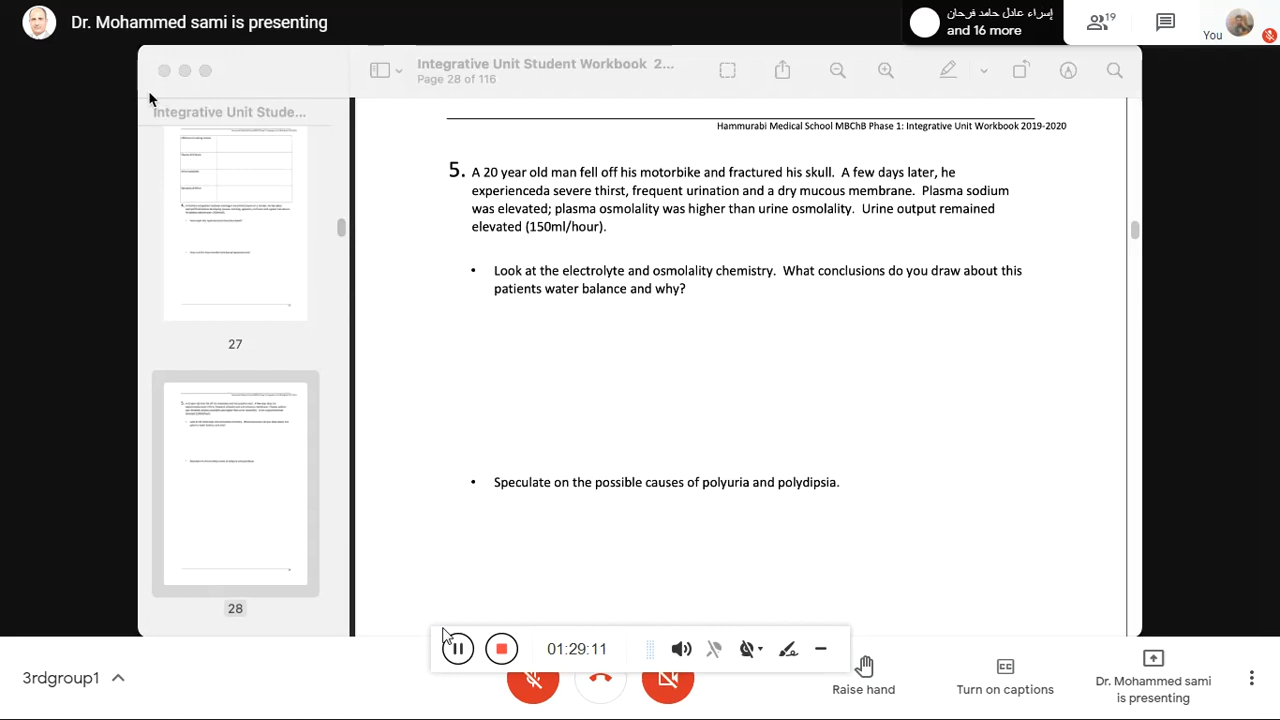 Dr. Mohammed sami is presenting
إسراء عادل حامد فرحان
and 16 more
19
You
Integrative Unit Student Workbook 2...
Page 28 of 116
Integrative Unit Stude...
27
28
Hammurabi Medical School MBChB Phase 1: Integrative Unit Workbook 2019-2020
5. A 20 year old man fell off his motorbike and fractured his skull. A few days later, he
experienceda severe thirst, frequent urination and a dry mucous membrane. Plasma sodium
was elevated; plasma osmolality was higher than urine osmolality. Urine output remained
elevated (150ml/hour).
• Look at the electrolyte and osmolality chemistry. What conclusions do you draw about this
patients water balance and why?
• Speculate on the possible causes of polyuria and polydipsia.
01:29:11
3rdgroup1
Raise hand
Turn on captions
Dr. Mohammed sami
is presenting